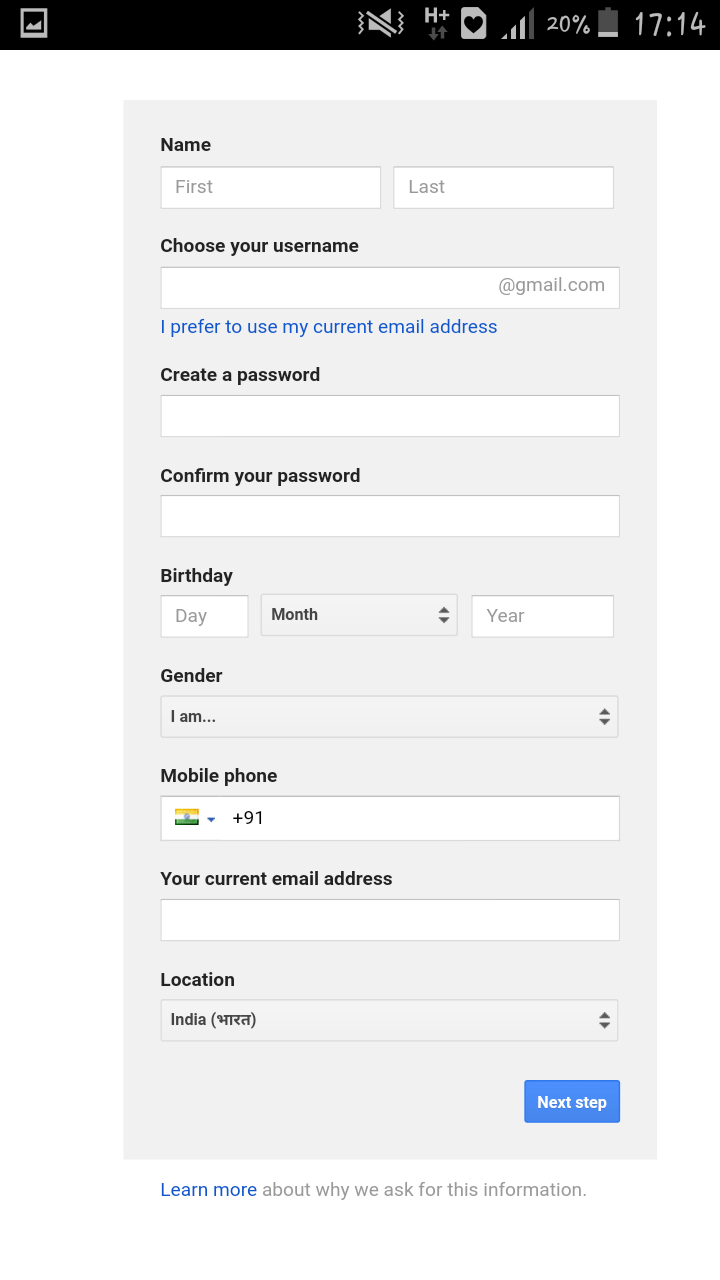 H+ 20% 17:14
Name
First Last
Choose your username
@gmail.com
I prefer to use my current email address
Create a password
Confirm your password
Birthday
Day Month Year
Gender
I am...
Mobile phone
+91
Your current email address
Location
India (भारत)
Next step
Learn more about why we ask for this information.